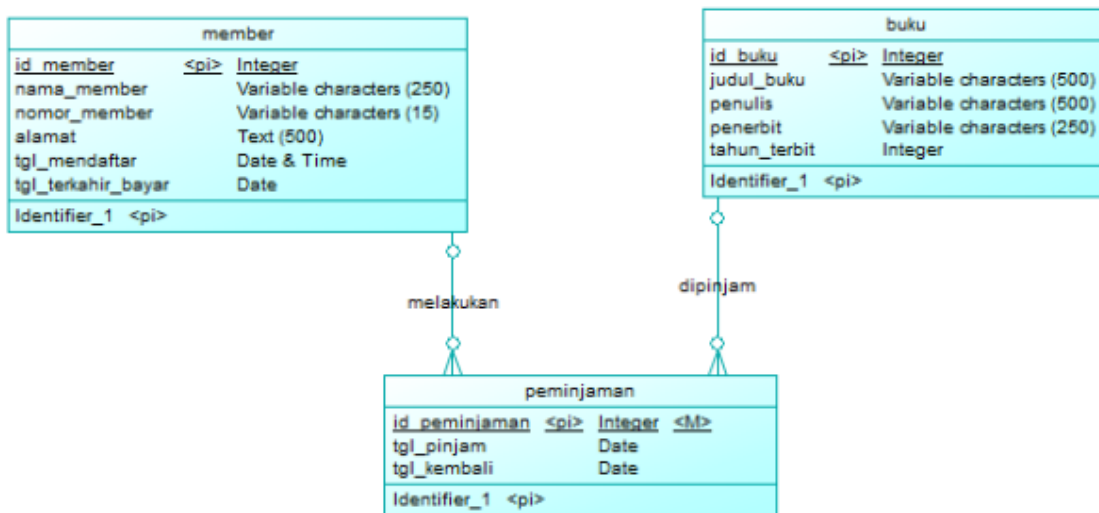 member
id_member <pi> Integer
nama_member Variable characters (250)
nomor_member Variable characters (15)
alamat Text (500)
tgl_mendaftar Date & Time
tgl_terkahir_bayar Date
Identifier_1 <pi>
buku
id_buku <pi> Integer
judul_buku Variable characters (500)
penulis Variable characters (500)
penerbit Variable characters (250)
tahun_terbit Integer
Identifier_1 <pi>
melakukan
dipinjam
peminjaman
id_peminjaman <pi> Integer <M>
tgl_pinjam Date
tgl_kembali Date
Identifier_1 <pi>